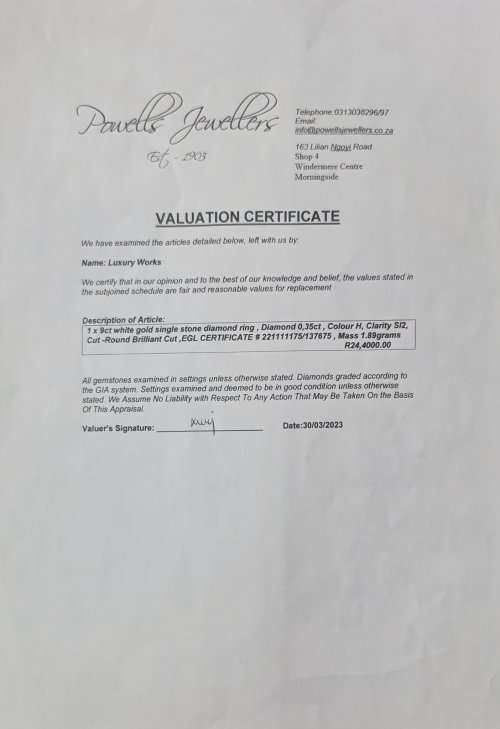 Powells Jewellers
Est. - 1903
Telephone:0313038296/97
Email:
info@powellsjewellers.co.za
163 Lilian Ngoyi Road
Shop 4
Windermere Centre
Morningside
VALUATION CERTIFICATE
We have examined the articles detailed below, left with us by:
Name: Luxury Works
We certify that in our opinion and to the best of our knowledge and belief, the values stated in
the subjoined schedule are fair and reasonable values for replacement
Description of Article:
1 x 9ct white gold single stone diamond ring , Diamond 0,35ct , Colour H, Clarity SI2,
Cut -Round Brilliant Cut ,EGL CERTIFICATE # 221111175/137675 , Mass 1.89grams
R24,4000.00
All gemstones examined in settings unless otherwise stated. Diamonds graded according to
the GIA system. Settings examined and deemed to be in good condition unless otherwise
stated. We Assume No Liability with Respect To Any Action That May Be Taken On the Basis
Of This Appraisal.
Valuer's Signature:
Date:30/03/2023